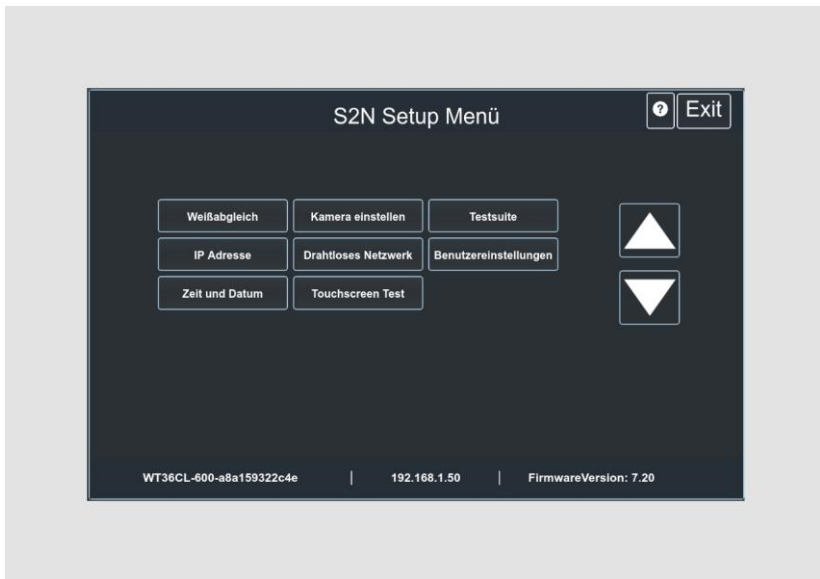 S2N Setup Menü
? Exit
Weißabgleich Kamera einstellen Testsuite
IP Adresse Drahtloses Netzwerk Benutzereinstellungen
Zeit und Datum Touchscreen Test
WT36CL-600-a8a159322c4e | 192.168.1.50 | FirmwareVersion: 7.20